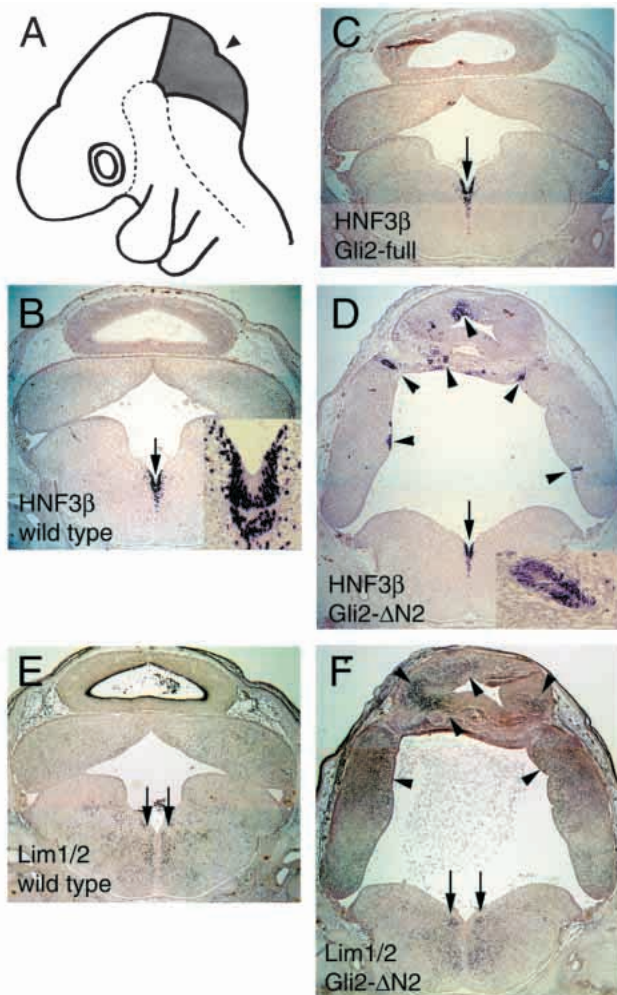 A
B
HNF3β
wild type
C
HNF3β
Gli2-full
D
HNF3β
Gli2-ΔN2
E
Lim1/2
wild type
F
Lim1/2
Gli2-ΔN2